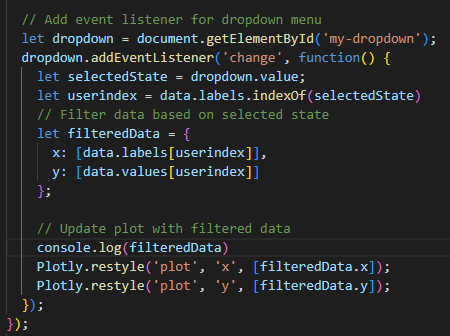 // Add event listener for dropdown menu
let dropdown = document.getElementById('my-dropdown');
dropdown.addEventListener('change', function() {
let selectedState = dropdown.value;
let userindex = data.labels.indexOf(selectedState)
// Filter data based on selected state
let filteredData = {
x: [data.labels[userindex]],
y: [data.values[userindex]]
};
// Update plot with filtered data
console.log(filteredData)
Plotly.restyle('plot', 'x', [filteredData.x]);
Plotly.restyle('plot', 'y', [filteredData.y]);
});
});